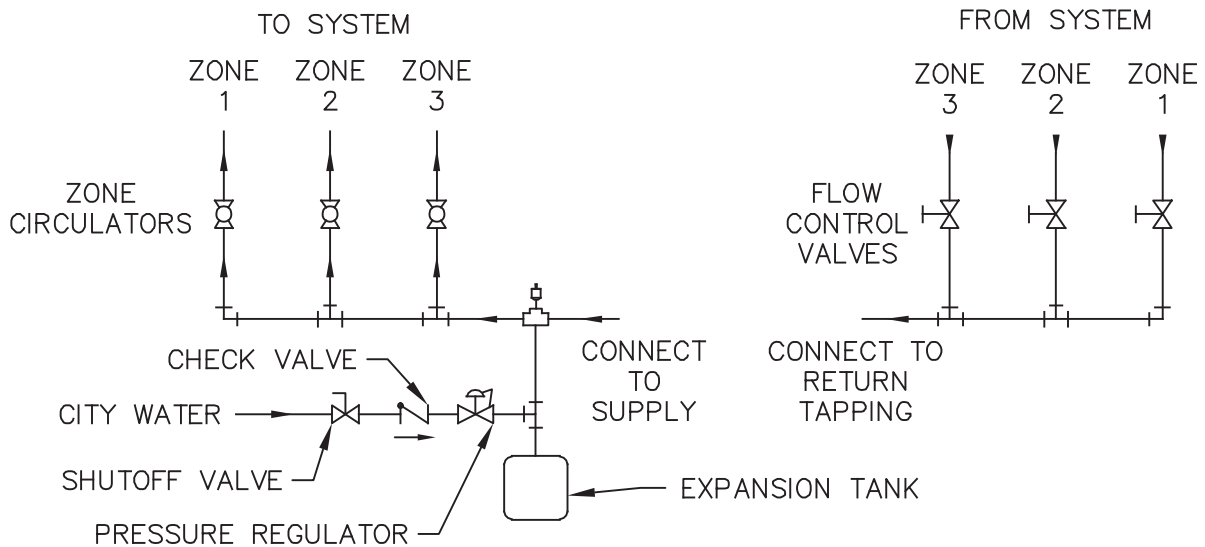 TO SYSTEM
ZONE
1
ZONE
2
ZONE
3
ZONE
CIRCULATORS
FROM SYSTEM
ZONE
3
ZONE
2
ZONE
1
FLOW
CONTROL
VALVES
CHECK VALVE
CITY WATER
SHUTOFF VALVE
PRESSURE REGULATOR
CONNECT
TO
SUPPLY
EXPANSION TANK
CONNECT TO
RETURN
TAPPING